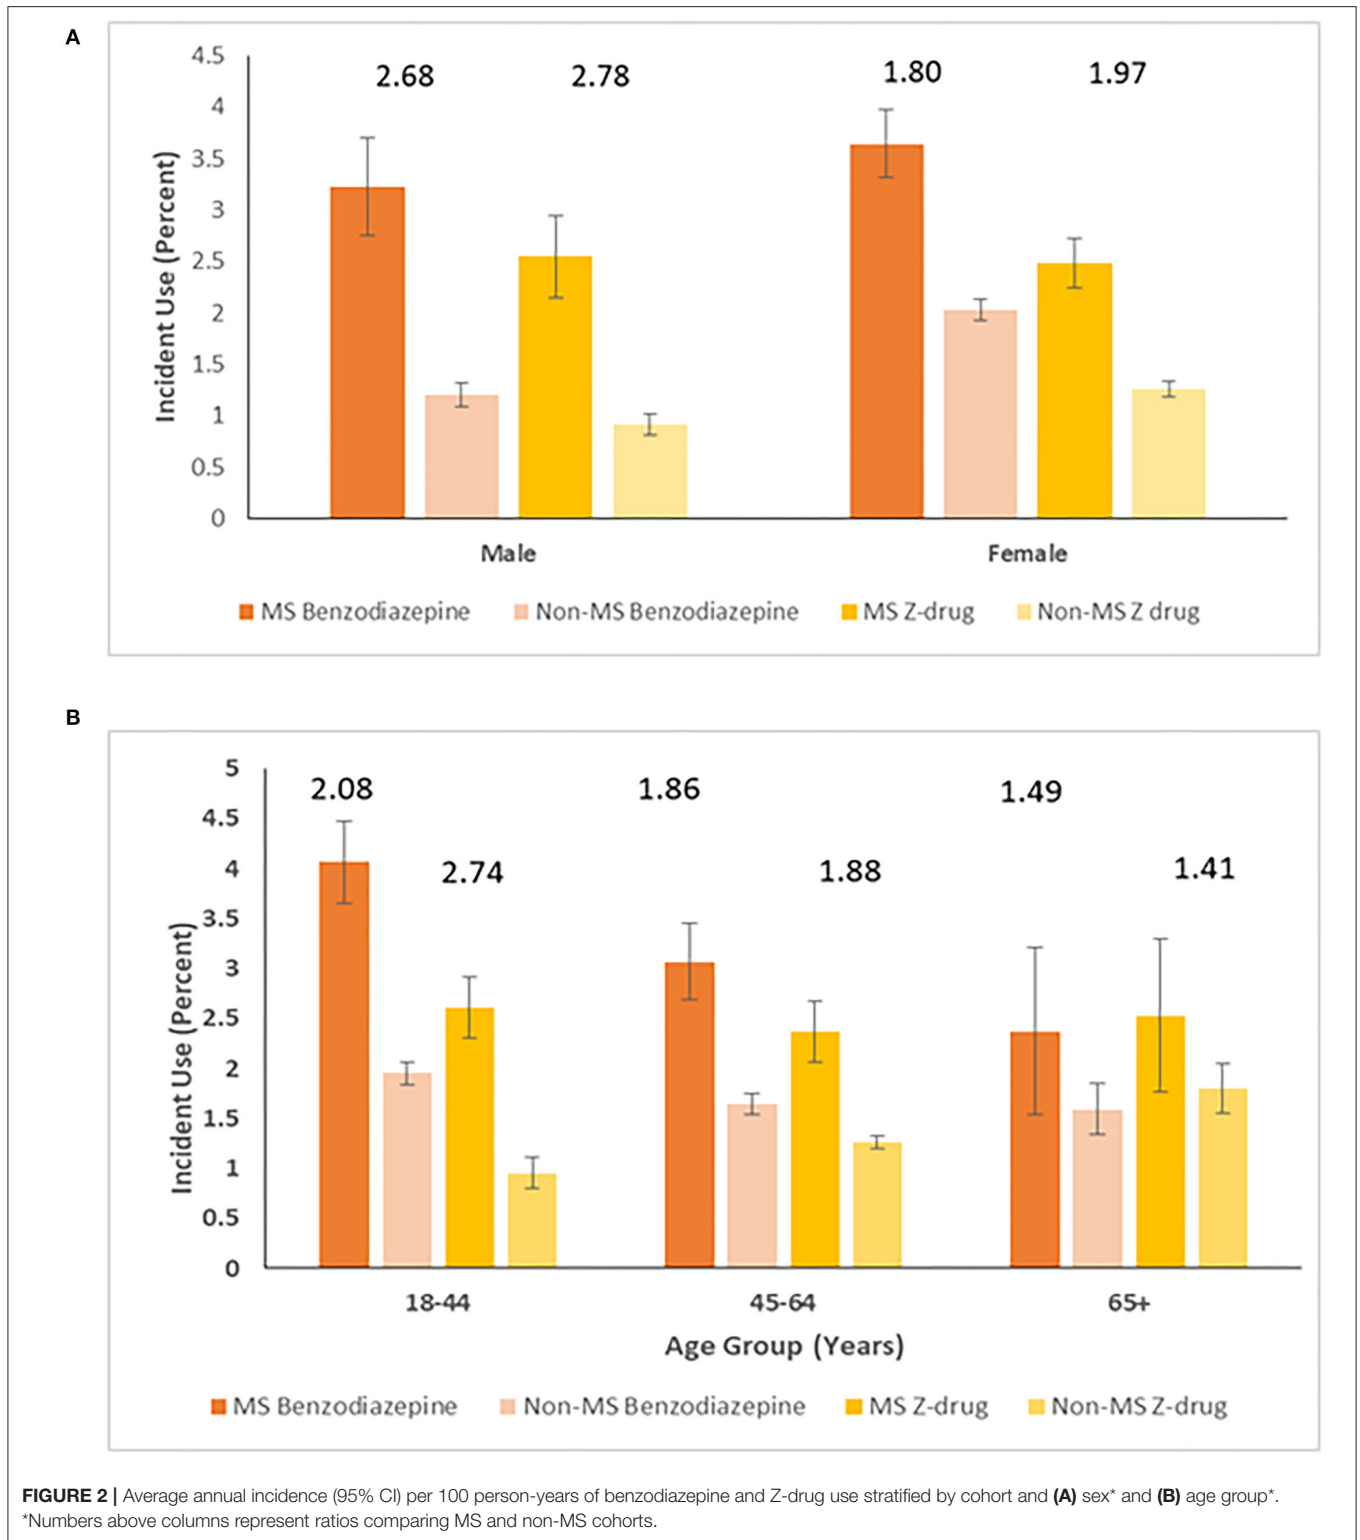 A
4.5
4
3.5
3
2.5
2
1.5
1
0.5
0
Incident Use (Percent)
2.68 2.78 1.80 1.97
Male Female
MS Benzodiazepine Non-MS Benzodiazepine MS Z-drug Non-MS Z drug
B
5
4.5
4
3.5
3
2.5
2
1.5
1
0.5
0
Incident Use (Percent)
2.08 1.86 1.49
2.74 1.88 1.41
18-44 45-64 65+
Age Group (Years)
MS Benzodiazepine Non-MS Benzodiazepine MS Z-drug Non-MS Z-drug
FIGURE 2 | Average annual incidence (95% CI) per 100 person-years of benzodiazepine and Z-drug use stratified by cohort and (A) sex* and (B) age group*.
*Numbers above columns represent ratios comparing MS and non-MS cohorts.